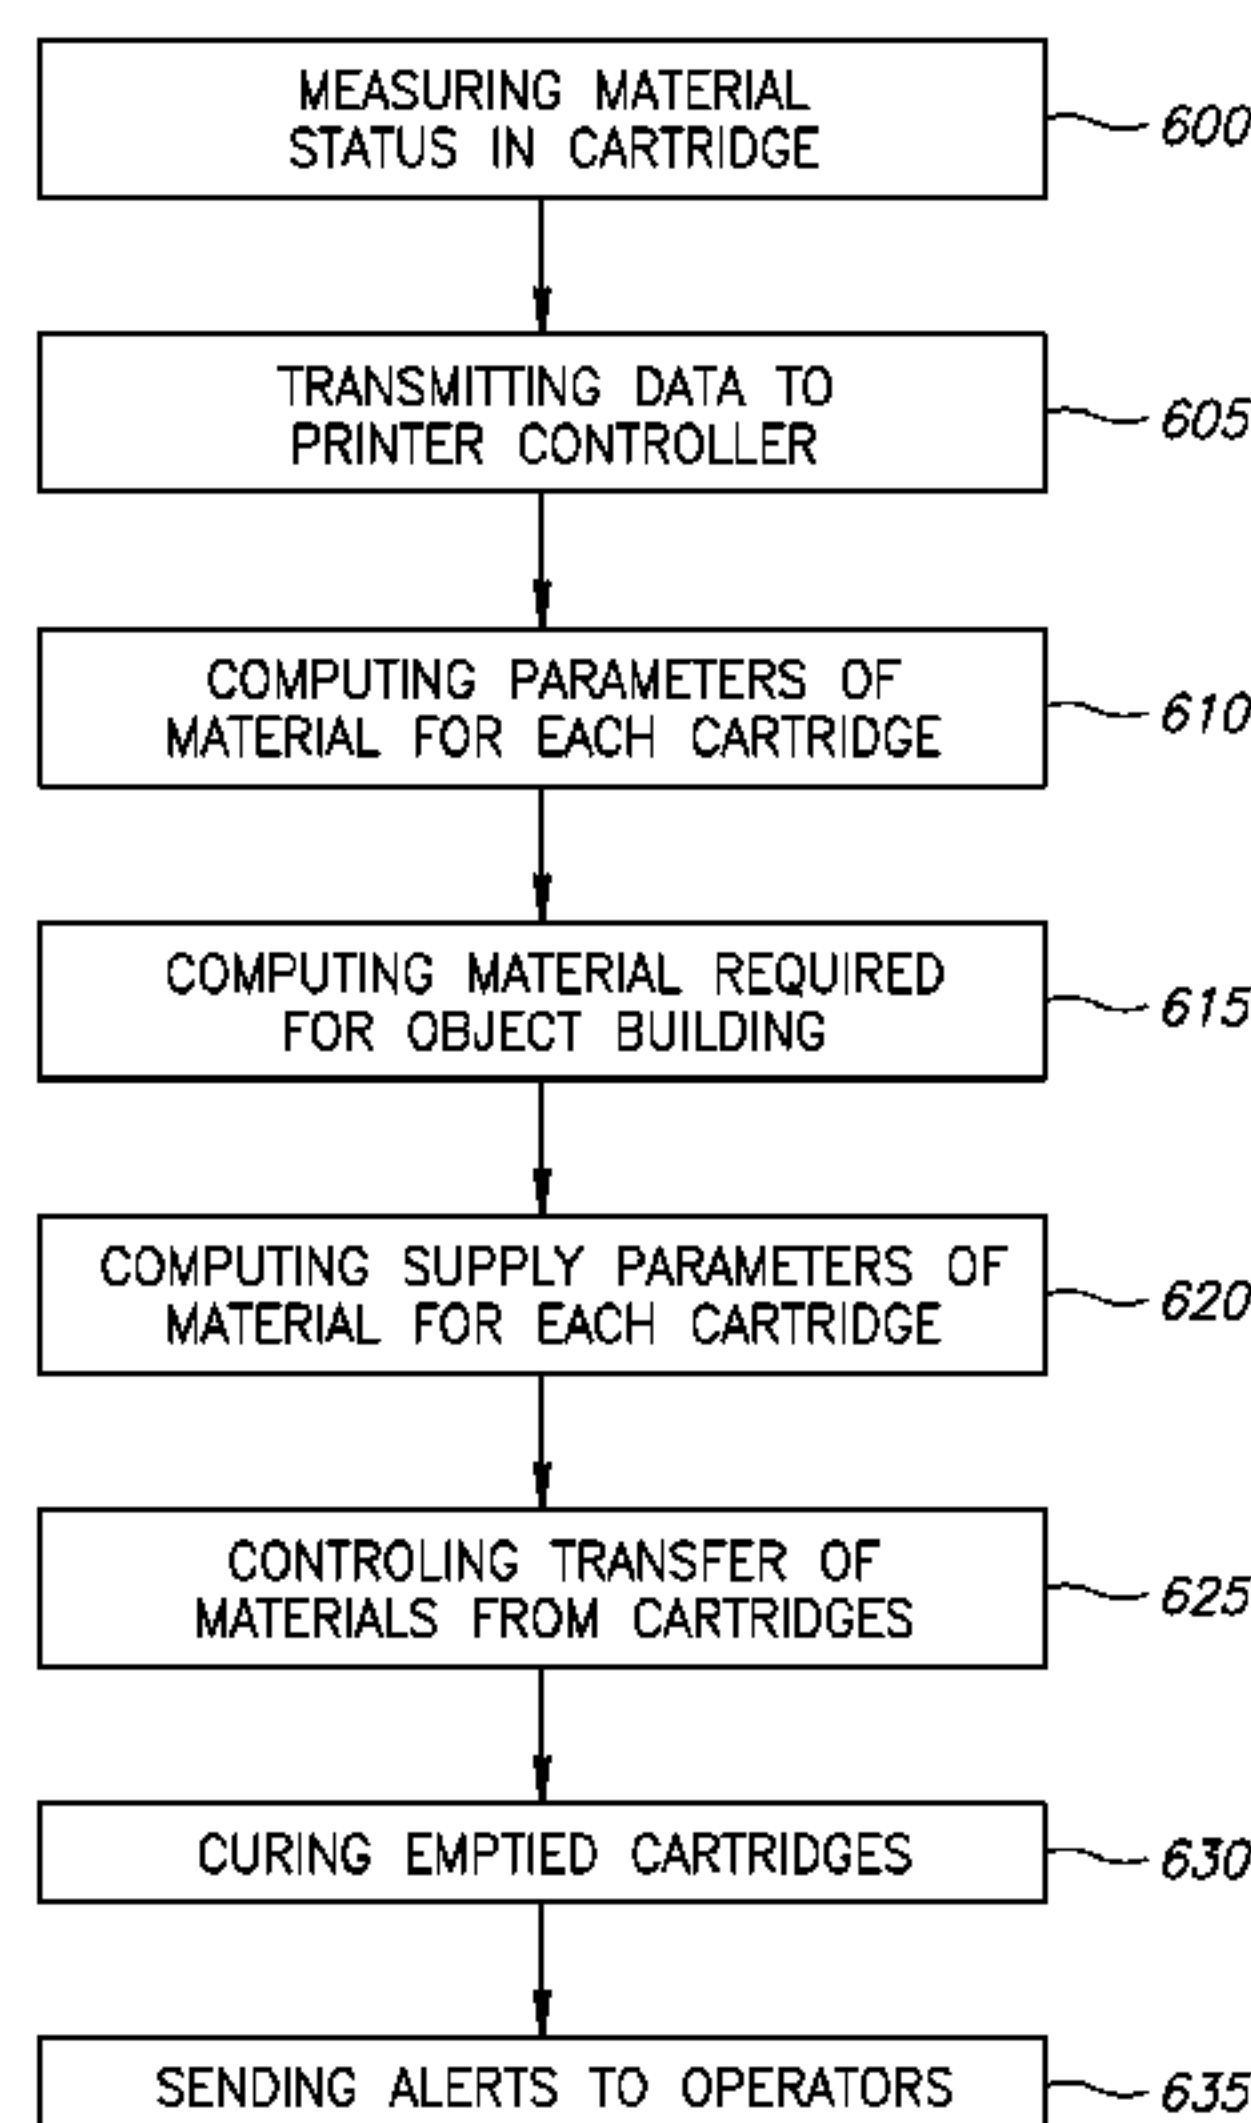 MEASURING MATERIAL
STATUS IN CARTRIDGE
600
TRANSMITTING DATA TO
PRINTER CONTROLLER
605
COMPUTING PARAMETERS OF
MATERIAL FOR EACH CARTRIDGE
610
COMPUTING MATERIAL REQUIRED
FOR OBJECT BUILDING
615
COMPUTING SUPPLY PARAMETERS OF
MATERIAL FOR EACH CARTRIDGE
620
CONTROLING TRANSFER OF
MATERIALS FROM CARTRIDGES
625
CURING EMPTIED CARTRIDGES
630
SENDING ALERTS TO OPERATORS
635